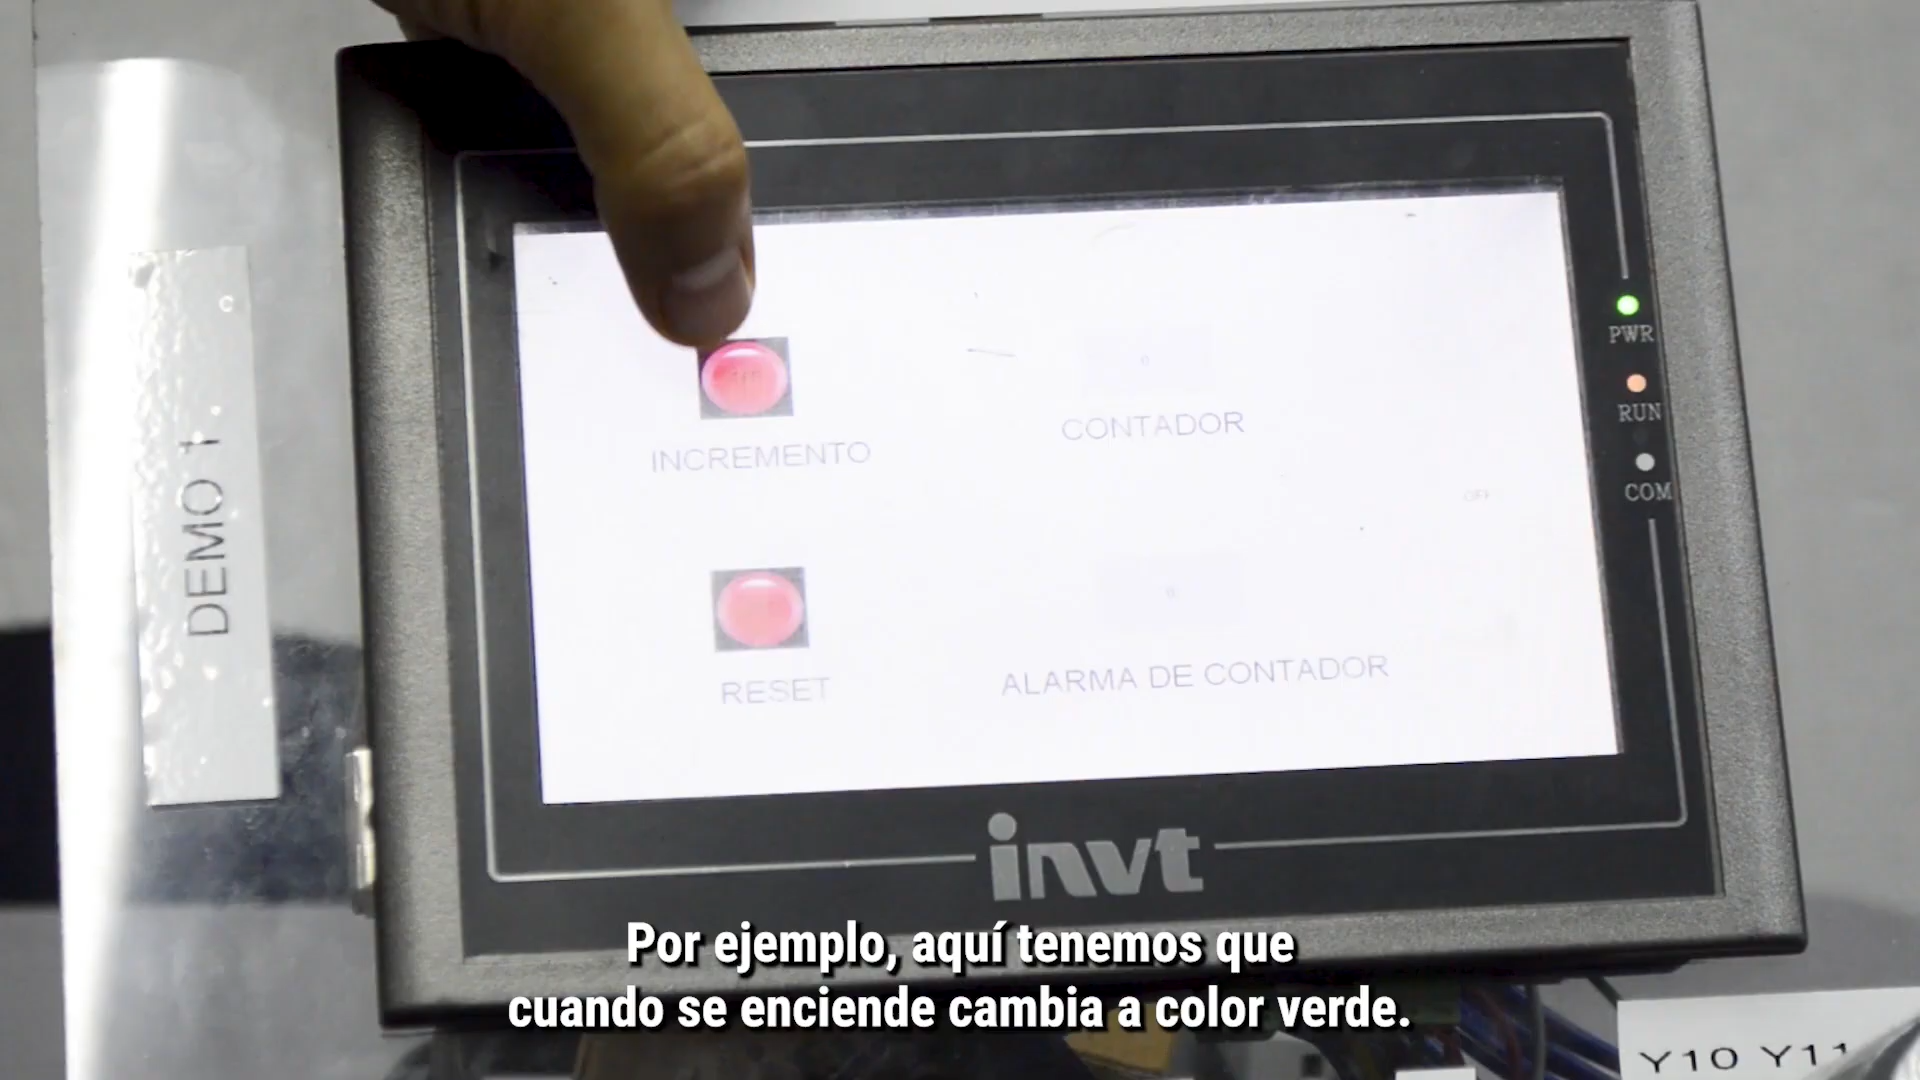 DEMO 1
PWR
RUN
COM
INCREMENTO
CONTADOR
OFF
RESET
ALARMA DE CONTADOR
invt
Por ejemplo, aquí tenemos que
cuando se enciende cambia a color verde.
Y10 Y11